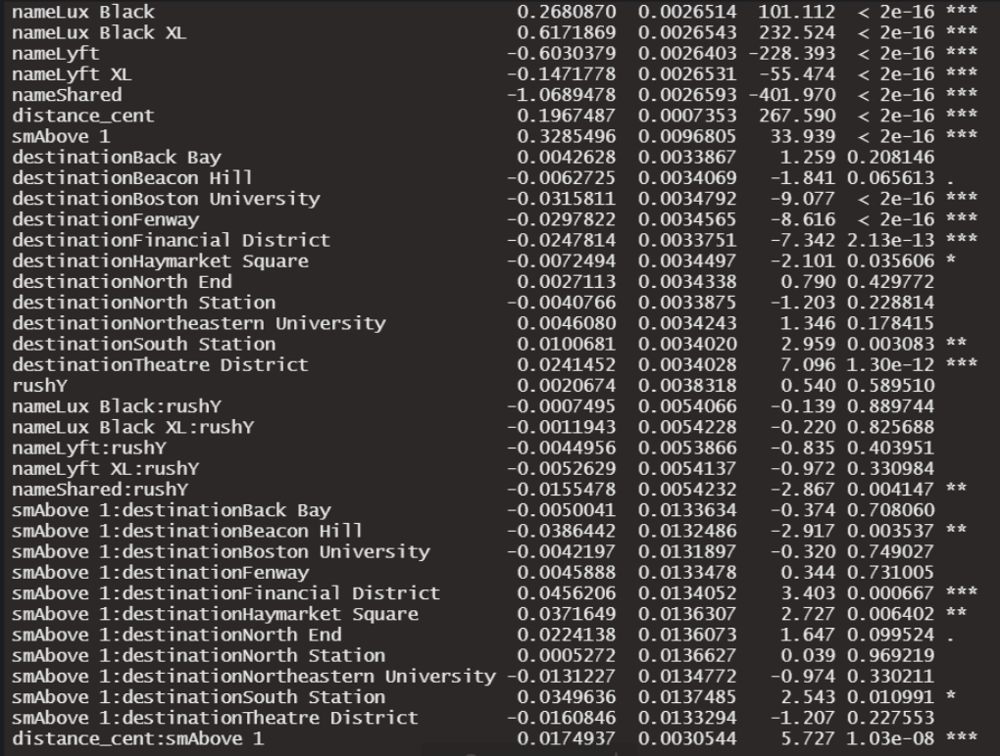 nameLux Black 0.2680870 0.0026514 101.112 < 2e-16 ***
nameLux Black XL 0.6171869 0.0026543 232.524 < 2e-16 ***
nameLyft -0.6030379 0.0026403 -228.393 < 2e-16 ***
nameLyft XL -0.1471778 0.0026531 -55.474 < 2e-16 ***
nameShared -1.0689478 0.0026593 -401.970 < 2e-16 ***
distance_cent 0.1967487 0.0007353 267.590 < 2e-16 ***
smAbove 1 0.3285496 0.0096805 33.939 < 2e-16 ***
destinationBack Bay 0.0042628 0.0033867 1.259 0.208146
destinationBeacon Hill -0.0062725 0.0034069 -1.841 0.065613 .
destinationBoston University -0.0315811 0.0034792 -9.077 < 2e-16 ***
destinationFenway -0.0297822 0.0034565 -8.616 < 2e-16 ***
destinationFinancial District -0.0247814 0.0033751 -7.342 2.13e-13 ***
destinationHaymarket Square -0.0072494 0.0034497 -2.101 0.035606 *
destinationNorth End 0.0027113 0.0034338 0.790 0.429772
destinationNorth Station -0.0040766 0.0033875 -1.203 0.228814
destinationNortheastern University 0.0046080 0.0034243 1.346 0.178415
destinationSouth Station 0.0100681 0.0034020 2.959 0.003083 **
destinationTheatre District 0.0241452 0.0034028 7.096 1.30e-12 ***
rushY 0.0020674 0.0038318 0.540 0.589510
nameLux Black:rushY -0.0007495 0.0054066 -0.139 0.889744
nameLux Black XL:rushY -0.0011943 0.0054228 -0.220 0.825688
nameLyft:rushY -0.0044956 0.0053866 -0.835 0.403951
nameLyft XL:rushY -0.0052629 0.0054137 -0.972 0.330984
nameShared:rushY -0.0155478 0.0054232 -2.867 0.004147 **
smAbove 1:destinationBack Bay -0.0050041 0.0133634 -0.374 0.708060
smAbove 1:destinationBeacon Hill -0.0386442 0.0132486 -2.917 0.003537 **
smAbove 1:destinationBoston University -0.0042197 0.0131897 -0.320 0.749027
smAbove 1:destinationFenway 0.0045888 0.0133478 0.344 0.731005
smAbove 1:destinationFinancial District 0.0456206 0.0134052 3.403 0.000667 ***
smAbove 1:destinationHaymarket Square 0.0371649 0.0136307 2.727 0.006402 **
smAbove 1:destinationNorth End 0.0224138 0.0136073 1.647 0.099524 .
smAbove 1:destinationNorth Station 0.0005272 0.0136627 0.039 0.969219
smAbove 1:destinationNortheastern University -0.0131227 0.0134772 -0.974 0.330211
smAbove 1:destinationSouth Station 0.0349636 0.0137485 2.543 0.010991 *
smAbove 1:destinationTheatre District -0.0160846 0.0133294 -1.207 0.227553
distance_cent:smAbove 1 0.0174937 0.0030544 5.727 1.03e-08 ***